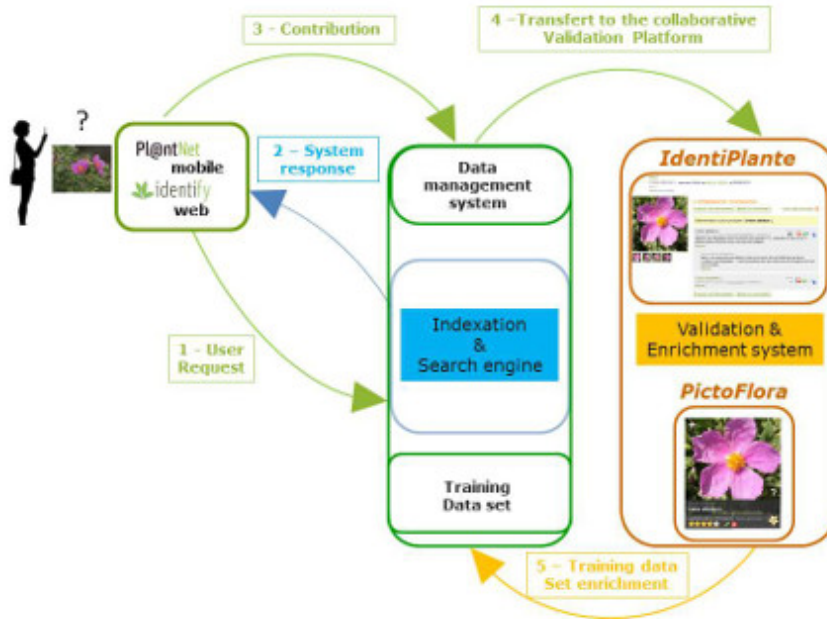 3 - Contribution
4 -Transfert to the collaborative
Validation Platform
?
Pl@ntNet
mobile
identify
web
2 - System
response
Data
management
system
IdentiPlante
1 - User
Request
Indexation
&
Search engine
Validation &
Enrichment system
PictoFlora
Training
Data set
?
5 - Training data
Set enrichment